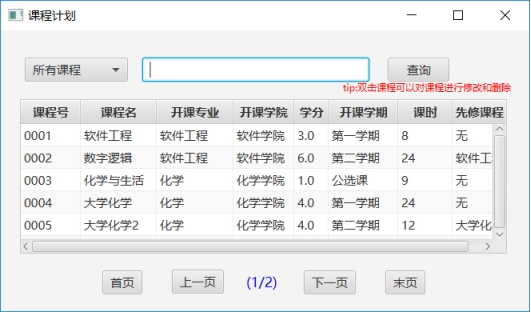 课程计划
所有课程 查询
tip:双击课程可以对课程进行修改和删除
课程号 课程名 开课专业 开课学院 学分 开课学期 课时 先修课程
0001 软件工程 软件工程 软件学院 3.0 第一学期 8 无
0002 数字逻辑 软件工程 软件学院 6.0 第二学期 24 软件工
0003 化学与生活 化学 化学学院 1.0 公选课 9 无
0004 大学化学 化学 化学学院 4.0 第一学期 24 无
0005 大学化学2 化学 化学学院 4.0 第二学期 12 大学化
首页 上一页 (1/2) 下一页 末页